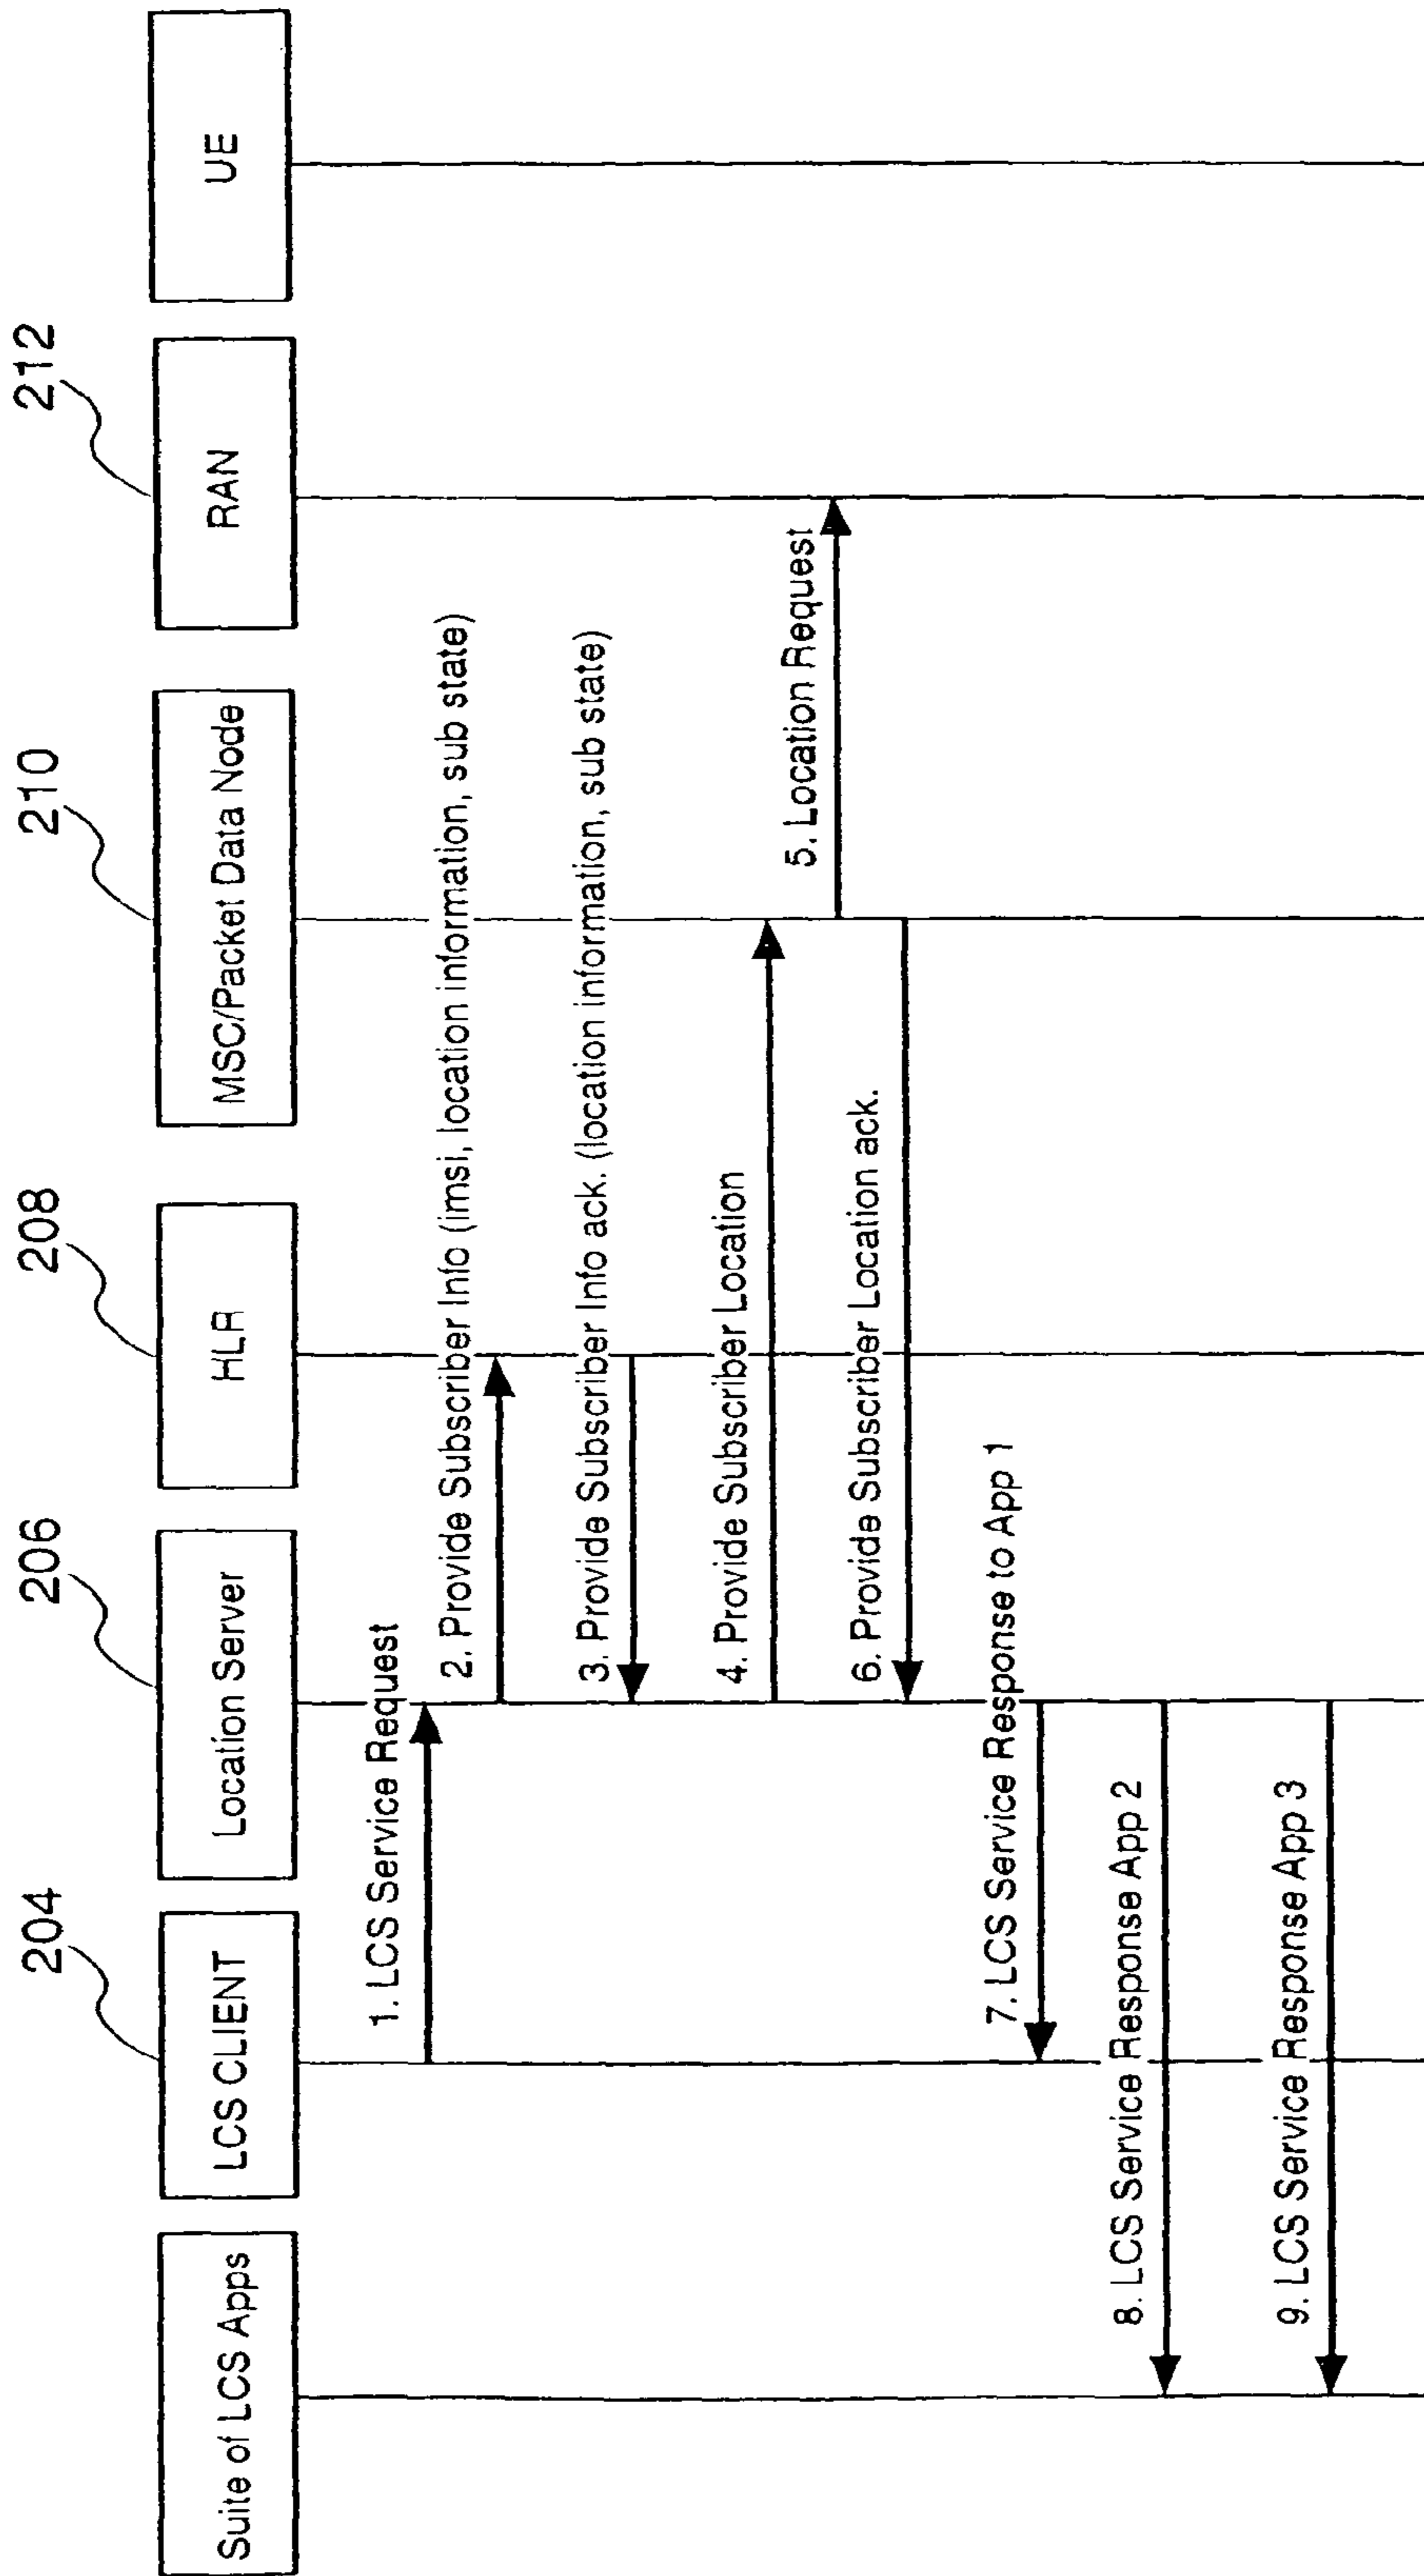 204
206
208
210
212
Suite of LCS Apps
LCS CLIENT
Location Server
HLR
MSC/Packet Data Node
RAN
UE
1. LCS Service Request
2. Provide Subscriber Info (imsi, location information, sub state)
3. Provide Subscriber Info ack. (location information, sub state)
4. Provide Subscriber Location
5. Location Request
6. Provide Subscriber Location ack.
7. LCS Service Response to App 1
8. LCS Service Response App 2
9. LCS Service Response App 3